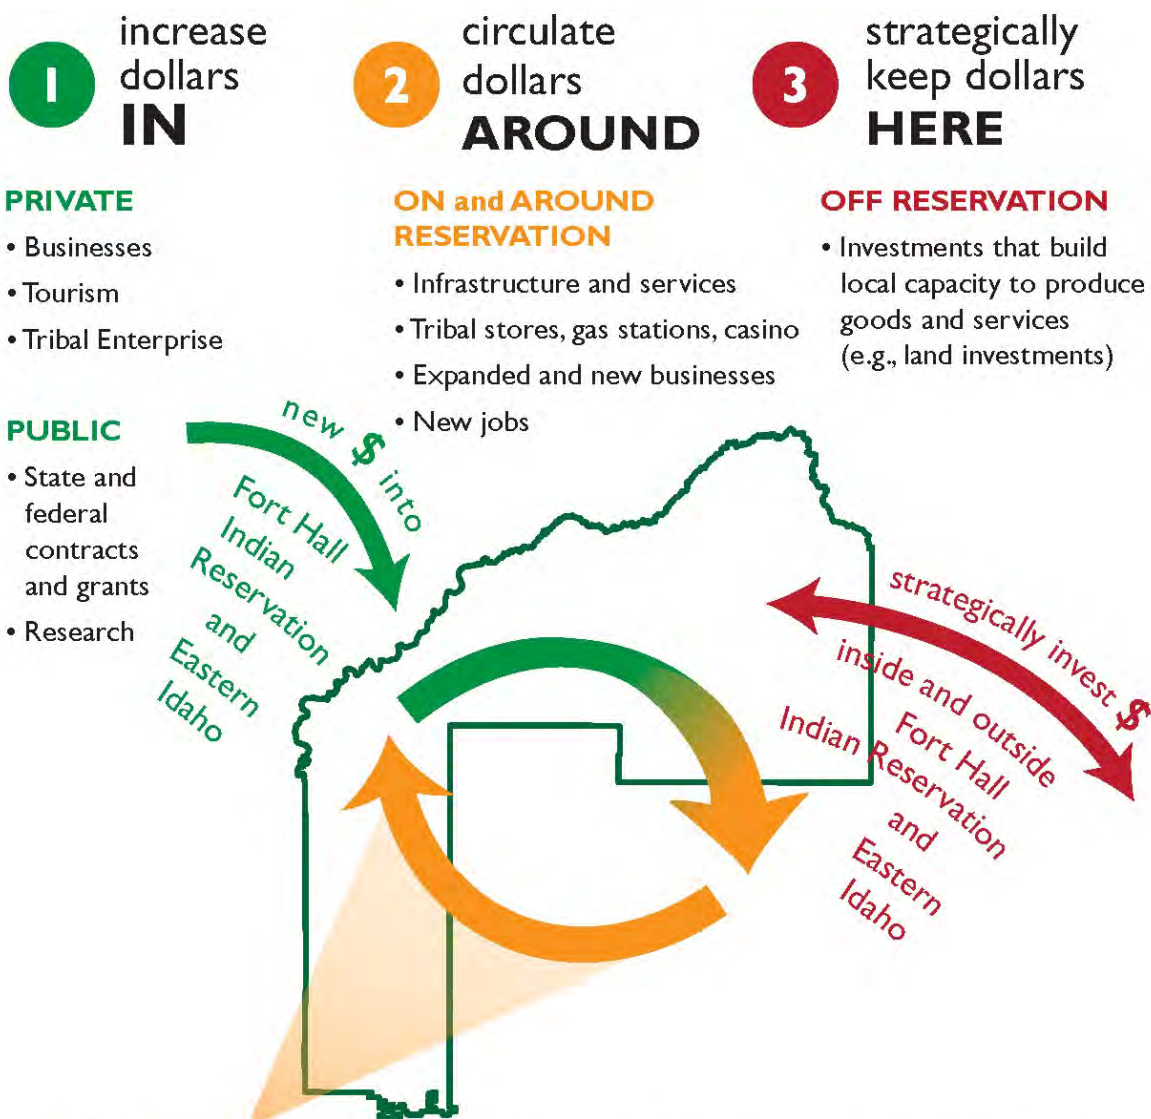 1
increase
dollars
IN
PRIVATE
• Businesses
• Tourism
• Tribal Enterprise
PUBLIC
• State and
federal
contracts
and grants
• Research
2
circulate
dollars
AROUND
ON and AROUND
RESERVATION
• Infrastructure and services
• Tribal stores, gas stations, casino
• Expanded and new businesses
• New jobs
3
strategically
keep dollars
HERE
OFF RESERVATION
• Investments that build
local capacity to produce
goods and services
(e.g., land investments)
new $ into
Fort Hall
Indian
Reservation
and
Eastern
Idaho
strategically invest $
inside and outside
Fort Hall
Indian Reservation
and
Eastern
Idaho